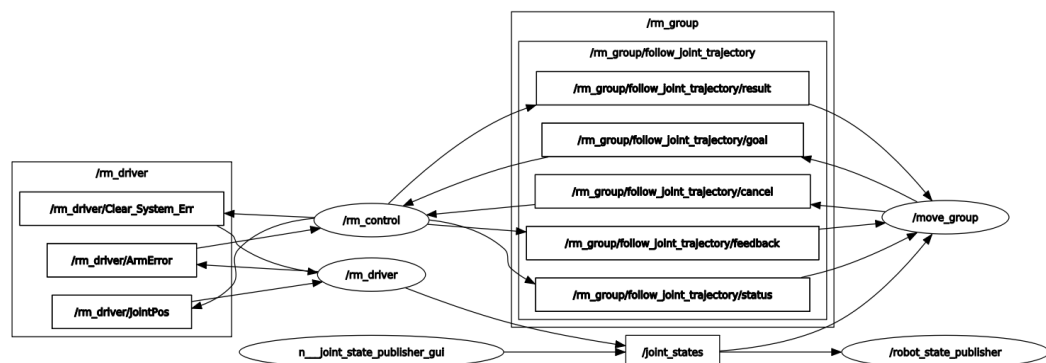 /rm_group
/rm_group/follow_joint_trajectory
/rm_group/follow_joint_trajectory/result
/rm_group/follow_joint_trajectory/goal
/rm_group/follow_joint_trajectory/cancel
/rm_group/follow_joint_trajectory/feedback
/rm_group/follow_joint_trajectory/status
/rm_driver
/rm_driver/Clear_System_Err
/rm_driver/ArmError
/rm_driver/JointPos
/rm_control
/rm_driver
/move_group
n__joint_state_publisher_gui
/joint_states
/robot_state_publisher